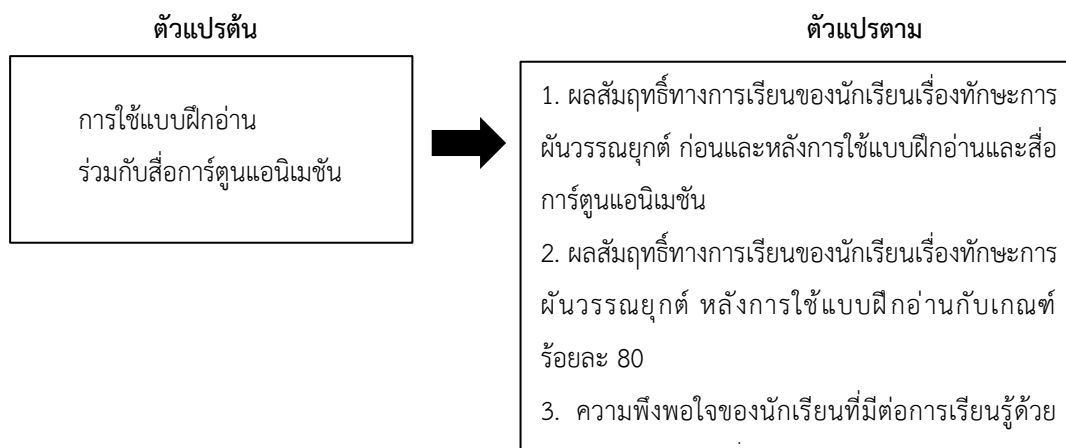 ตัวแปรต้น
ตัวแปรตาม
การใช้แบบฝึกอ่าน
ร่วมกับสื่อการ์ตูนแอนิเมชัน
1. ผลสัมฤทธิ์ทางการเรียนของนักเรียนเรื่องทักษะการ
ผันวรรณยุกต์ ก่อนและหลังการใช้แบบฝึกอ่านและสื่อ
การ์ตูนแอนิเมชัน
2. ผลสัมฤทธิ์ทางการเรียนของนักเรียนเรื่องทักษะการ
ผันวรรณยุกต์ หลังการใช้แบบฝึกอ่านกับเกณฑ์
ร้อยละ 80
3. ความพึงพอใจของนักเรียนที่มีต่อการเรียนรู้ด้วย